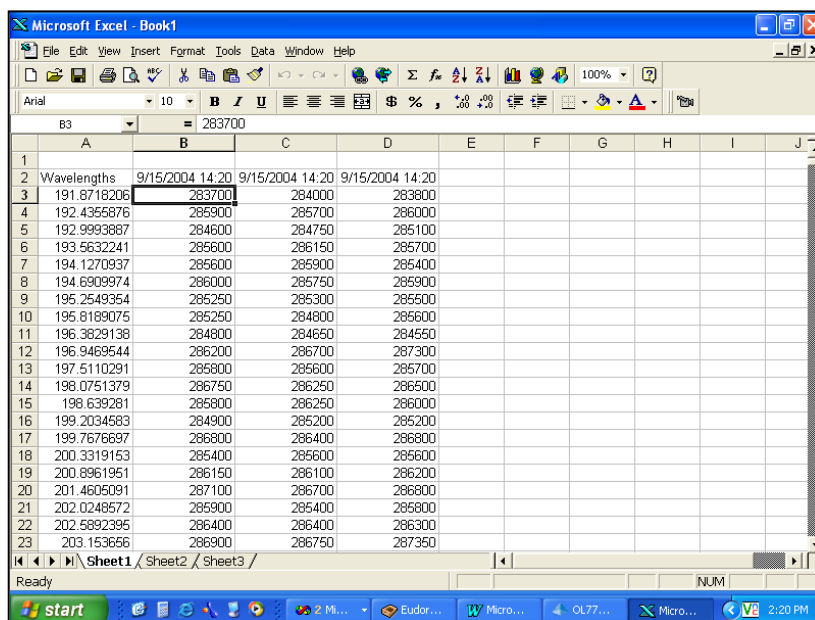 Microsoft Excel - Book1
File Edit View Insert Format Tools Data Window Help
100%
Arial 10 B I U $ % ,
B3 = 283700
A B C D E F G H I J
1
2 Wavelengths 9/15/2004 14:20 9/15/2004 14:20 9/15/2004 14:20
3 191.8718206 283700 284000 283800
4 192.4355876 285900 285700 286000
5 192.9993887 284600 284750 285100
6 193.5632241 285600 286150 285700
7 194.1270937 285600 285900 285400
8 194.6909974 286000 285750 285900
9 195.2549354 285250 285300 285500
10 195.8189075 285250 284800 285600
11 196.3829138 284800 284650 284550
12 196.9469544 286200 286700 287300
13 197.5110291 285800 285600 285700
14 198.0751379 286750 286250 286500
15 198.639281 285800 286250 286000
16 199.2034583 284900 285200 285200
17 199.7676697 286800 286400 286800
18 200.3319153 285400 285600 285600
19 200.8961951 286150 286100 286200
20 201.4605091 287100 286700 286800
21 202.0248572 285900 285400 285800
22 202.5892395 286400 286400 286300
23 203.153656 286900 286750 287350
Sheet1 Sheet2 Sheet3
Ready NUM
start 2 Mi... Eudor... Micro... OL77... Micro... 2:20 PM